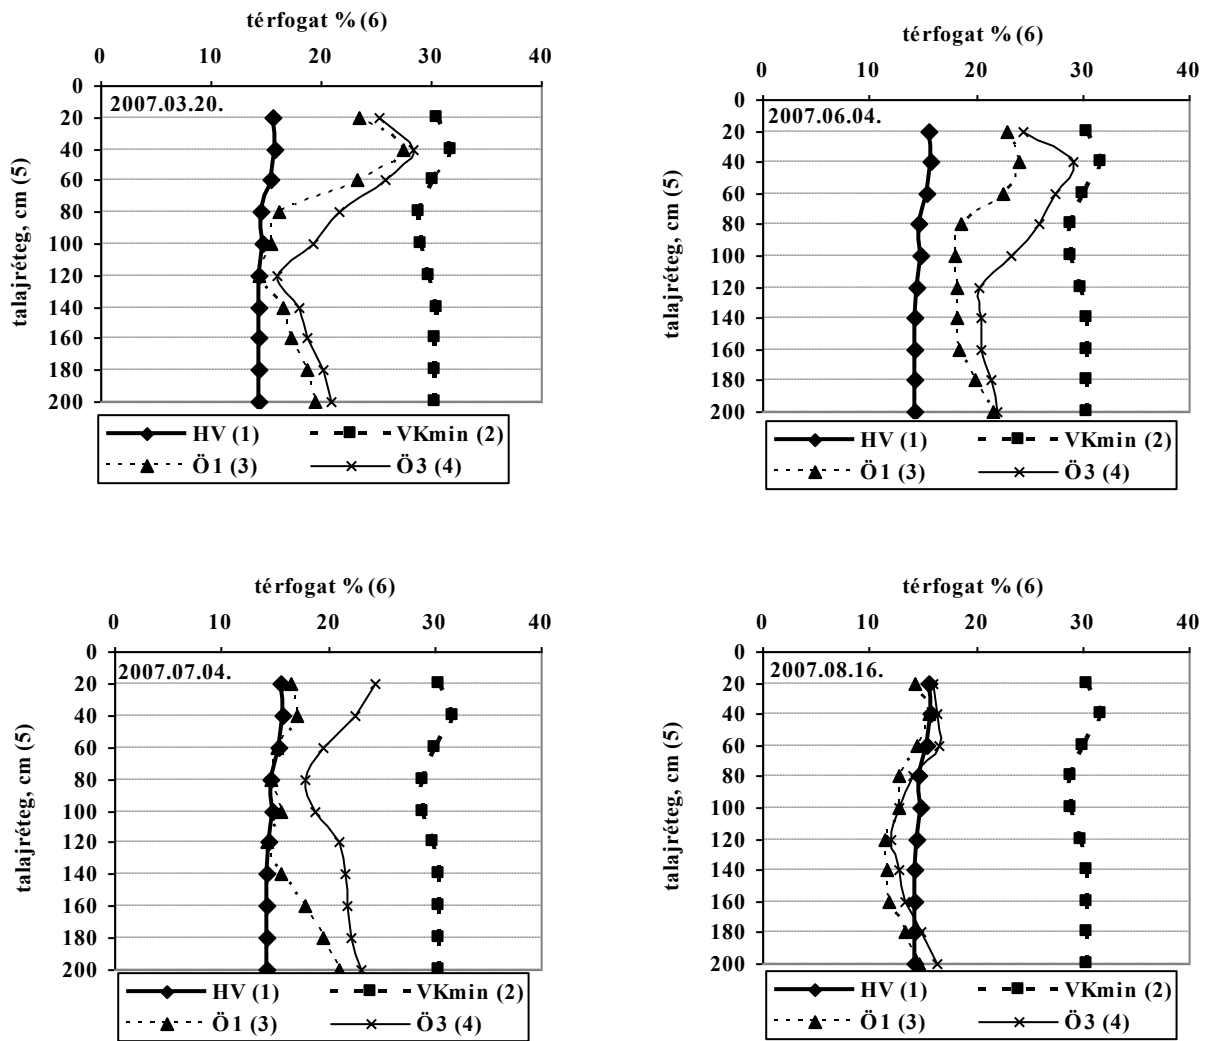 térfogat % (6)
0 10 20 30 40
0
20
40
60
80
100
120
140
160
180
200
talajréteg, cm (5)
2007.03.20.
HV (1) VKmin (2)
Ö1 (3) Ö3 (4)
térfogat % (6)
0 10 20 30 40
0
20
40
60
80
100
120
140
160
180
200
talajréteg, cm (5)
2007.06.04.
HV (1) VKmin (2)
Ö1 (3) Ö3 (4)
térfogat % (6)
0 10 20 30 40
0
20
40
60
80
100
120
140
160
180
200
talajréteg, cm (5)
2007.07.04.
HV (1) VKmin (2)
Ö1 (3) Ö3 (4)
térfogat % (6)
0 10 20 30 40
0
20
40
60
80
100
120
140
160
180
200
talajréteg, cm (5)
2007.08.16.
HV (1) VKmin (2)
Ö1 (3) Ö3 (4)